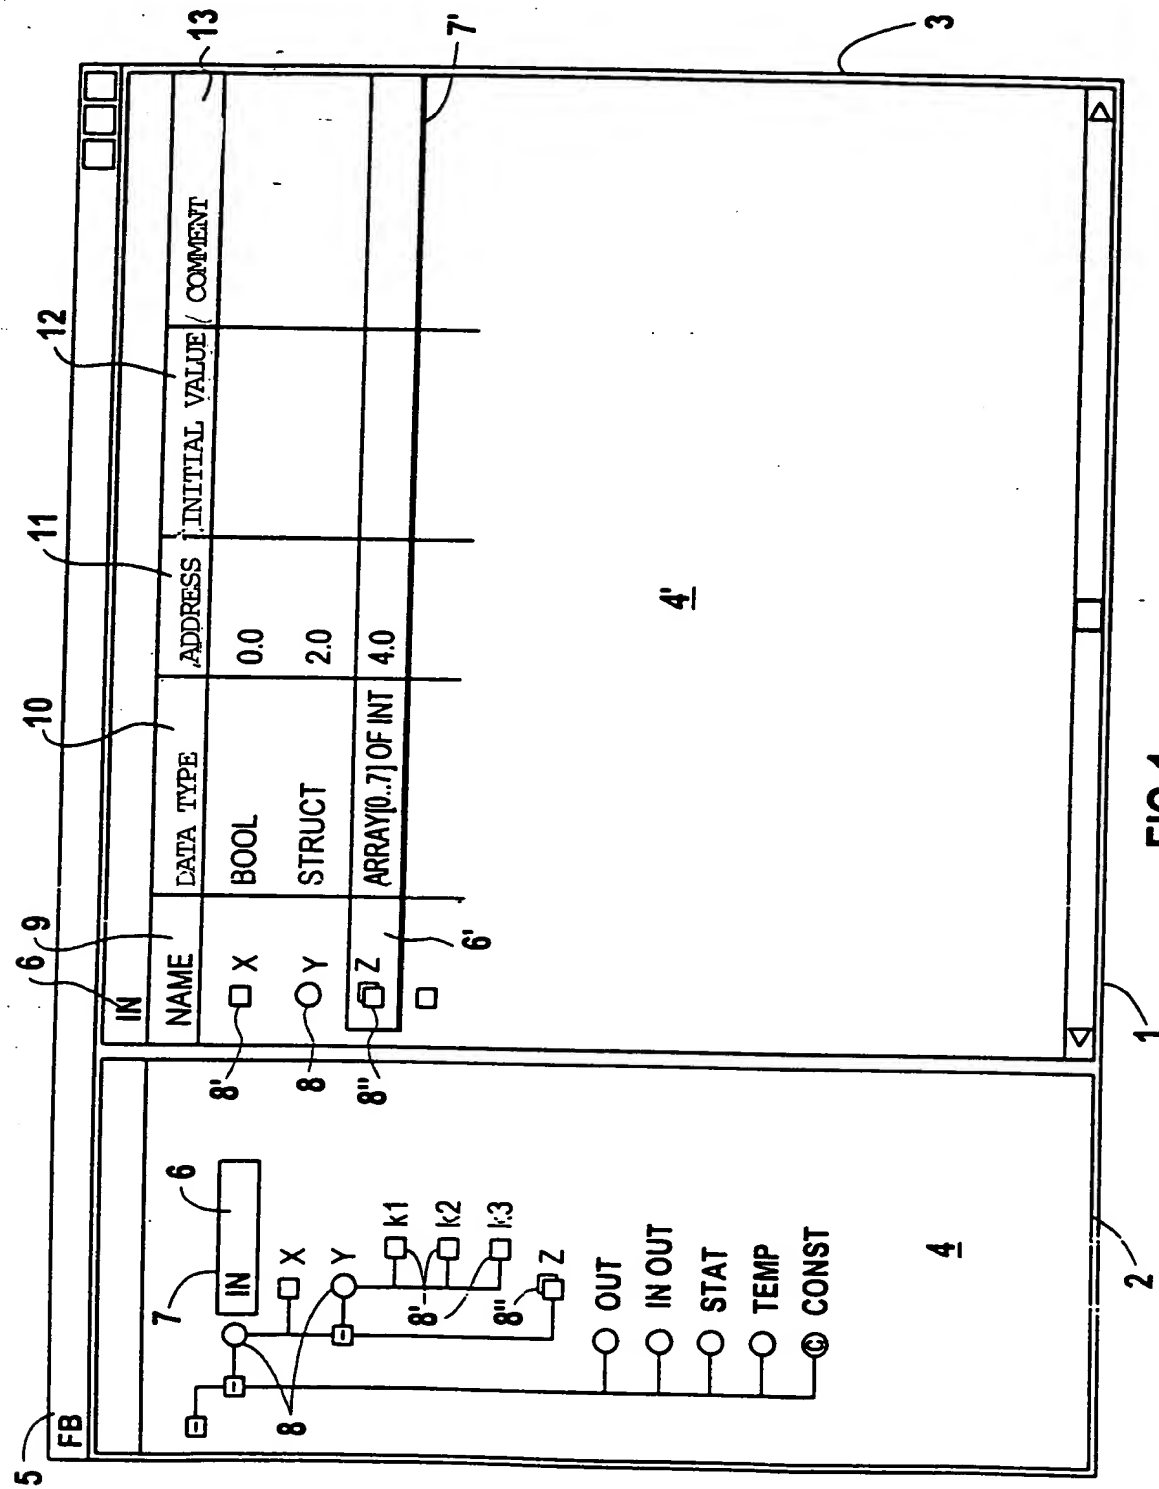 5
FB
6
9
10
11
12
13
IN
NAME
DATA TYPE
ADDRESS
INITIAL VALUE
COMMENT
8'
X
BOOL
0.0
8
Y
STRUCT
2.0
8"
Z
ARRAY[0..7] OF INT
4.0
6'
7'
4'
3
7
IN
6
X
8
Y
8'
k1
k2
k3
8"
Z
OUT
IN OUT
STAT
TEMP
C CONST
4
2
1